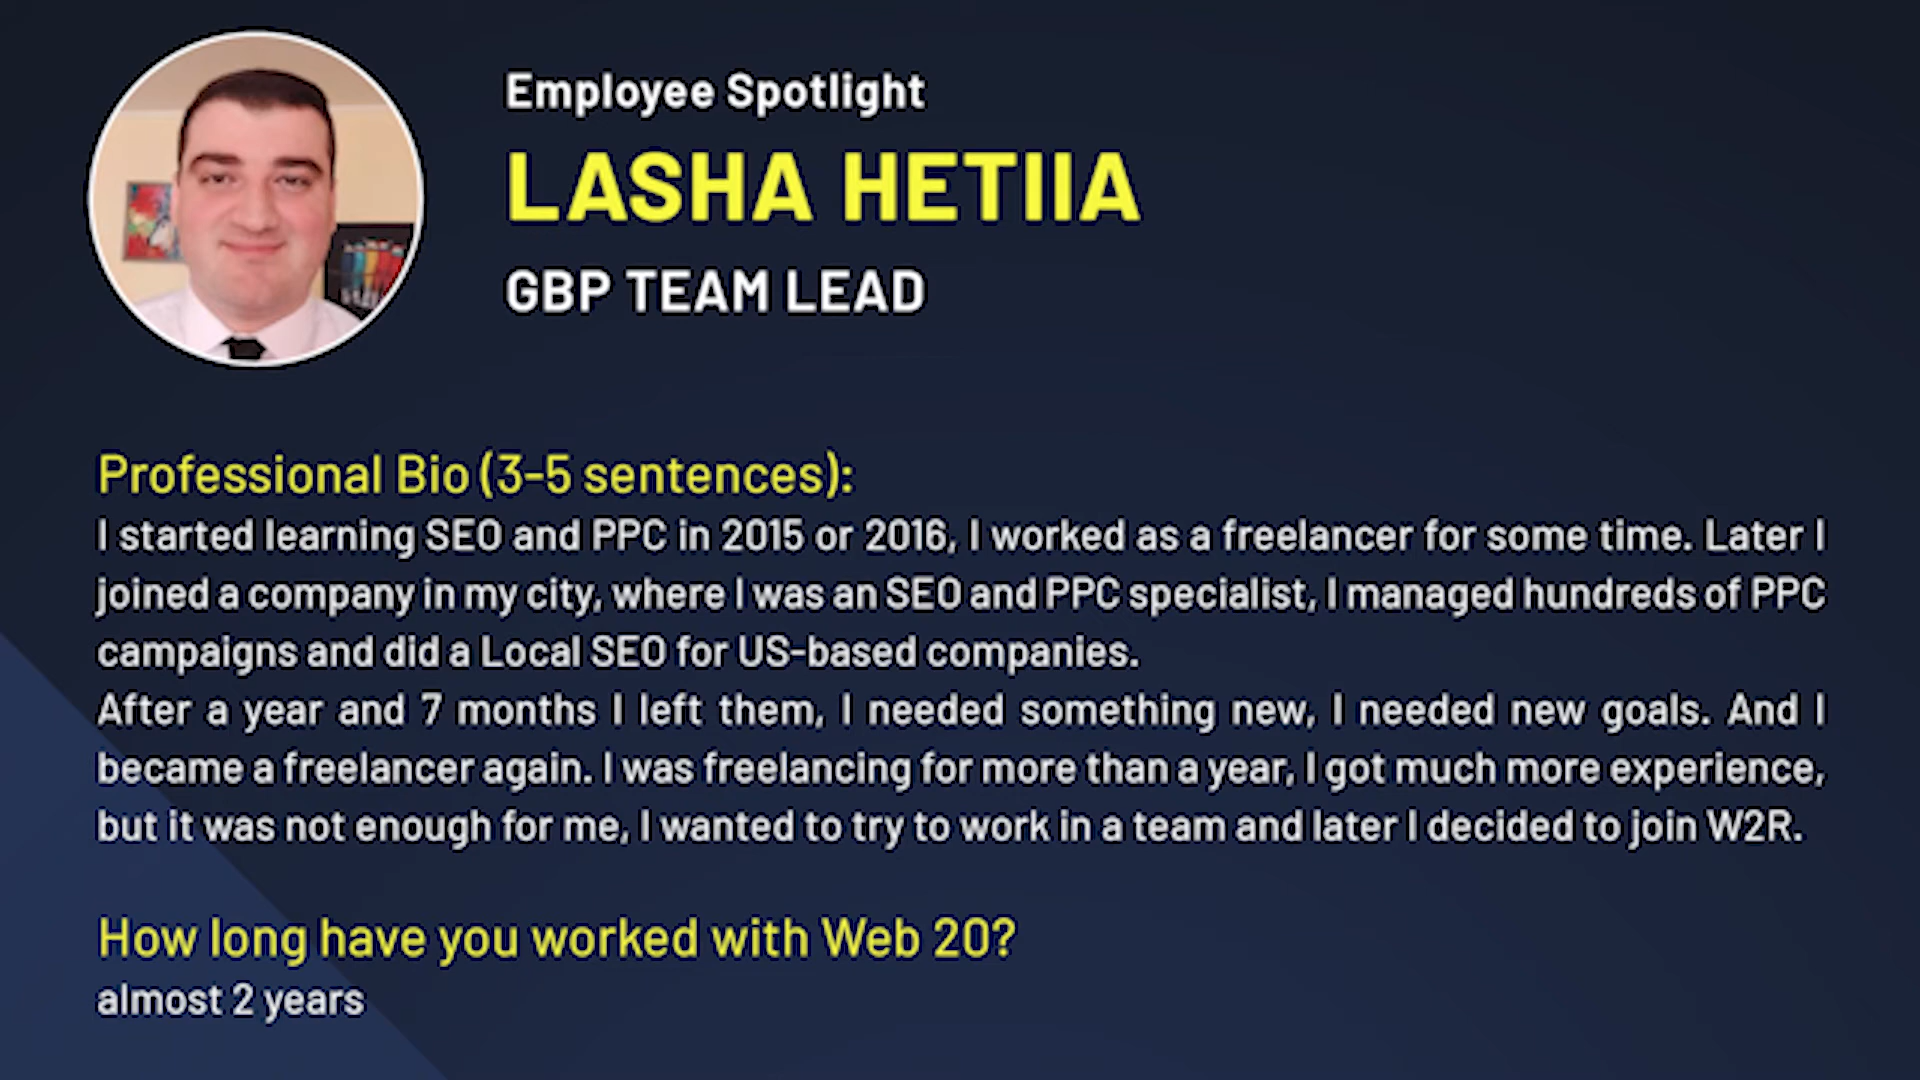 Employee Spotlight
LASHA HETIIA
GBP TEAM LEAD
Professional Bio (3-5 sentences):
I started learning SEO and PPC in 2015 or 2016, I worked as a freelancer for some time. Later I
joined a company in my city, where I was an SEO and PPC specialist, I managed hundreds of PPC
campaigns and did a Local SEO for US-based companies.
After a year and 7 months I left them, I needed something new, I needed new goals. And I
became a freelancer again. I was freelancing for more than a year, I got much more experience,
but it was not enough for me, I wanted to try to work in a team and later I decided to join W2R.
How long have you worked with Web 20?
almost 2 years